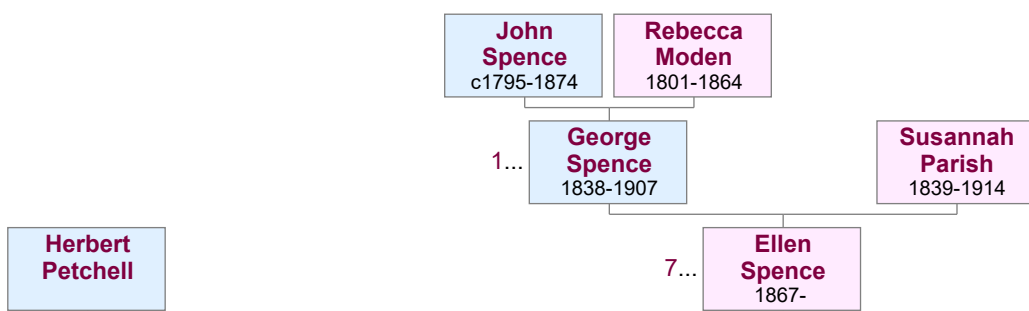 John
Spence
c1795-1874
Rebecca
Moden
1801-1864
1...
George
Spence
1838-1907
Susannah
Parish
1839-1914
Herbert
Petchell
7...
Ellen
Spence
1867-